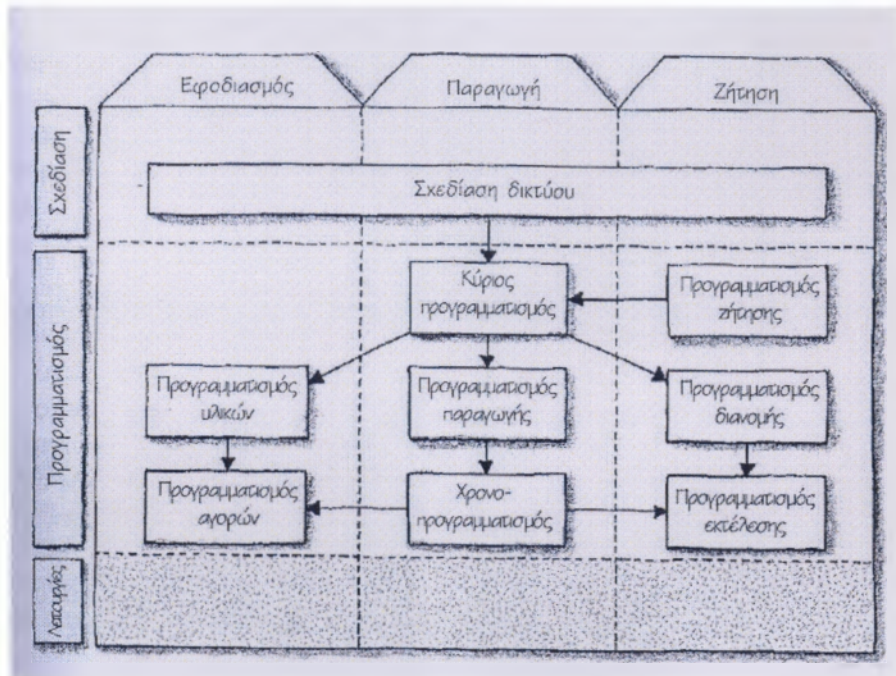 Εφοδιασμός
Παραγωγή
Ζήτηση
Σχεδίαση
Σχεδίαση δικτύου
Προγραμματισμός
Κύριος
προγραμματισμός
Προγραμματισμός
ζήτησης
Προγραμματισμός
υλικών
Προγραμματισμός
παραγωγής
Προγραμματισμός
διανομής
Προγραμματισμός
αγορών
Χρονο-
προγραμματισμός
Προγραμματισμός
εκτέλεσης
Λειτουργίες